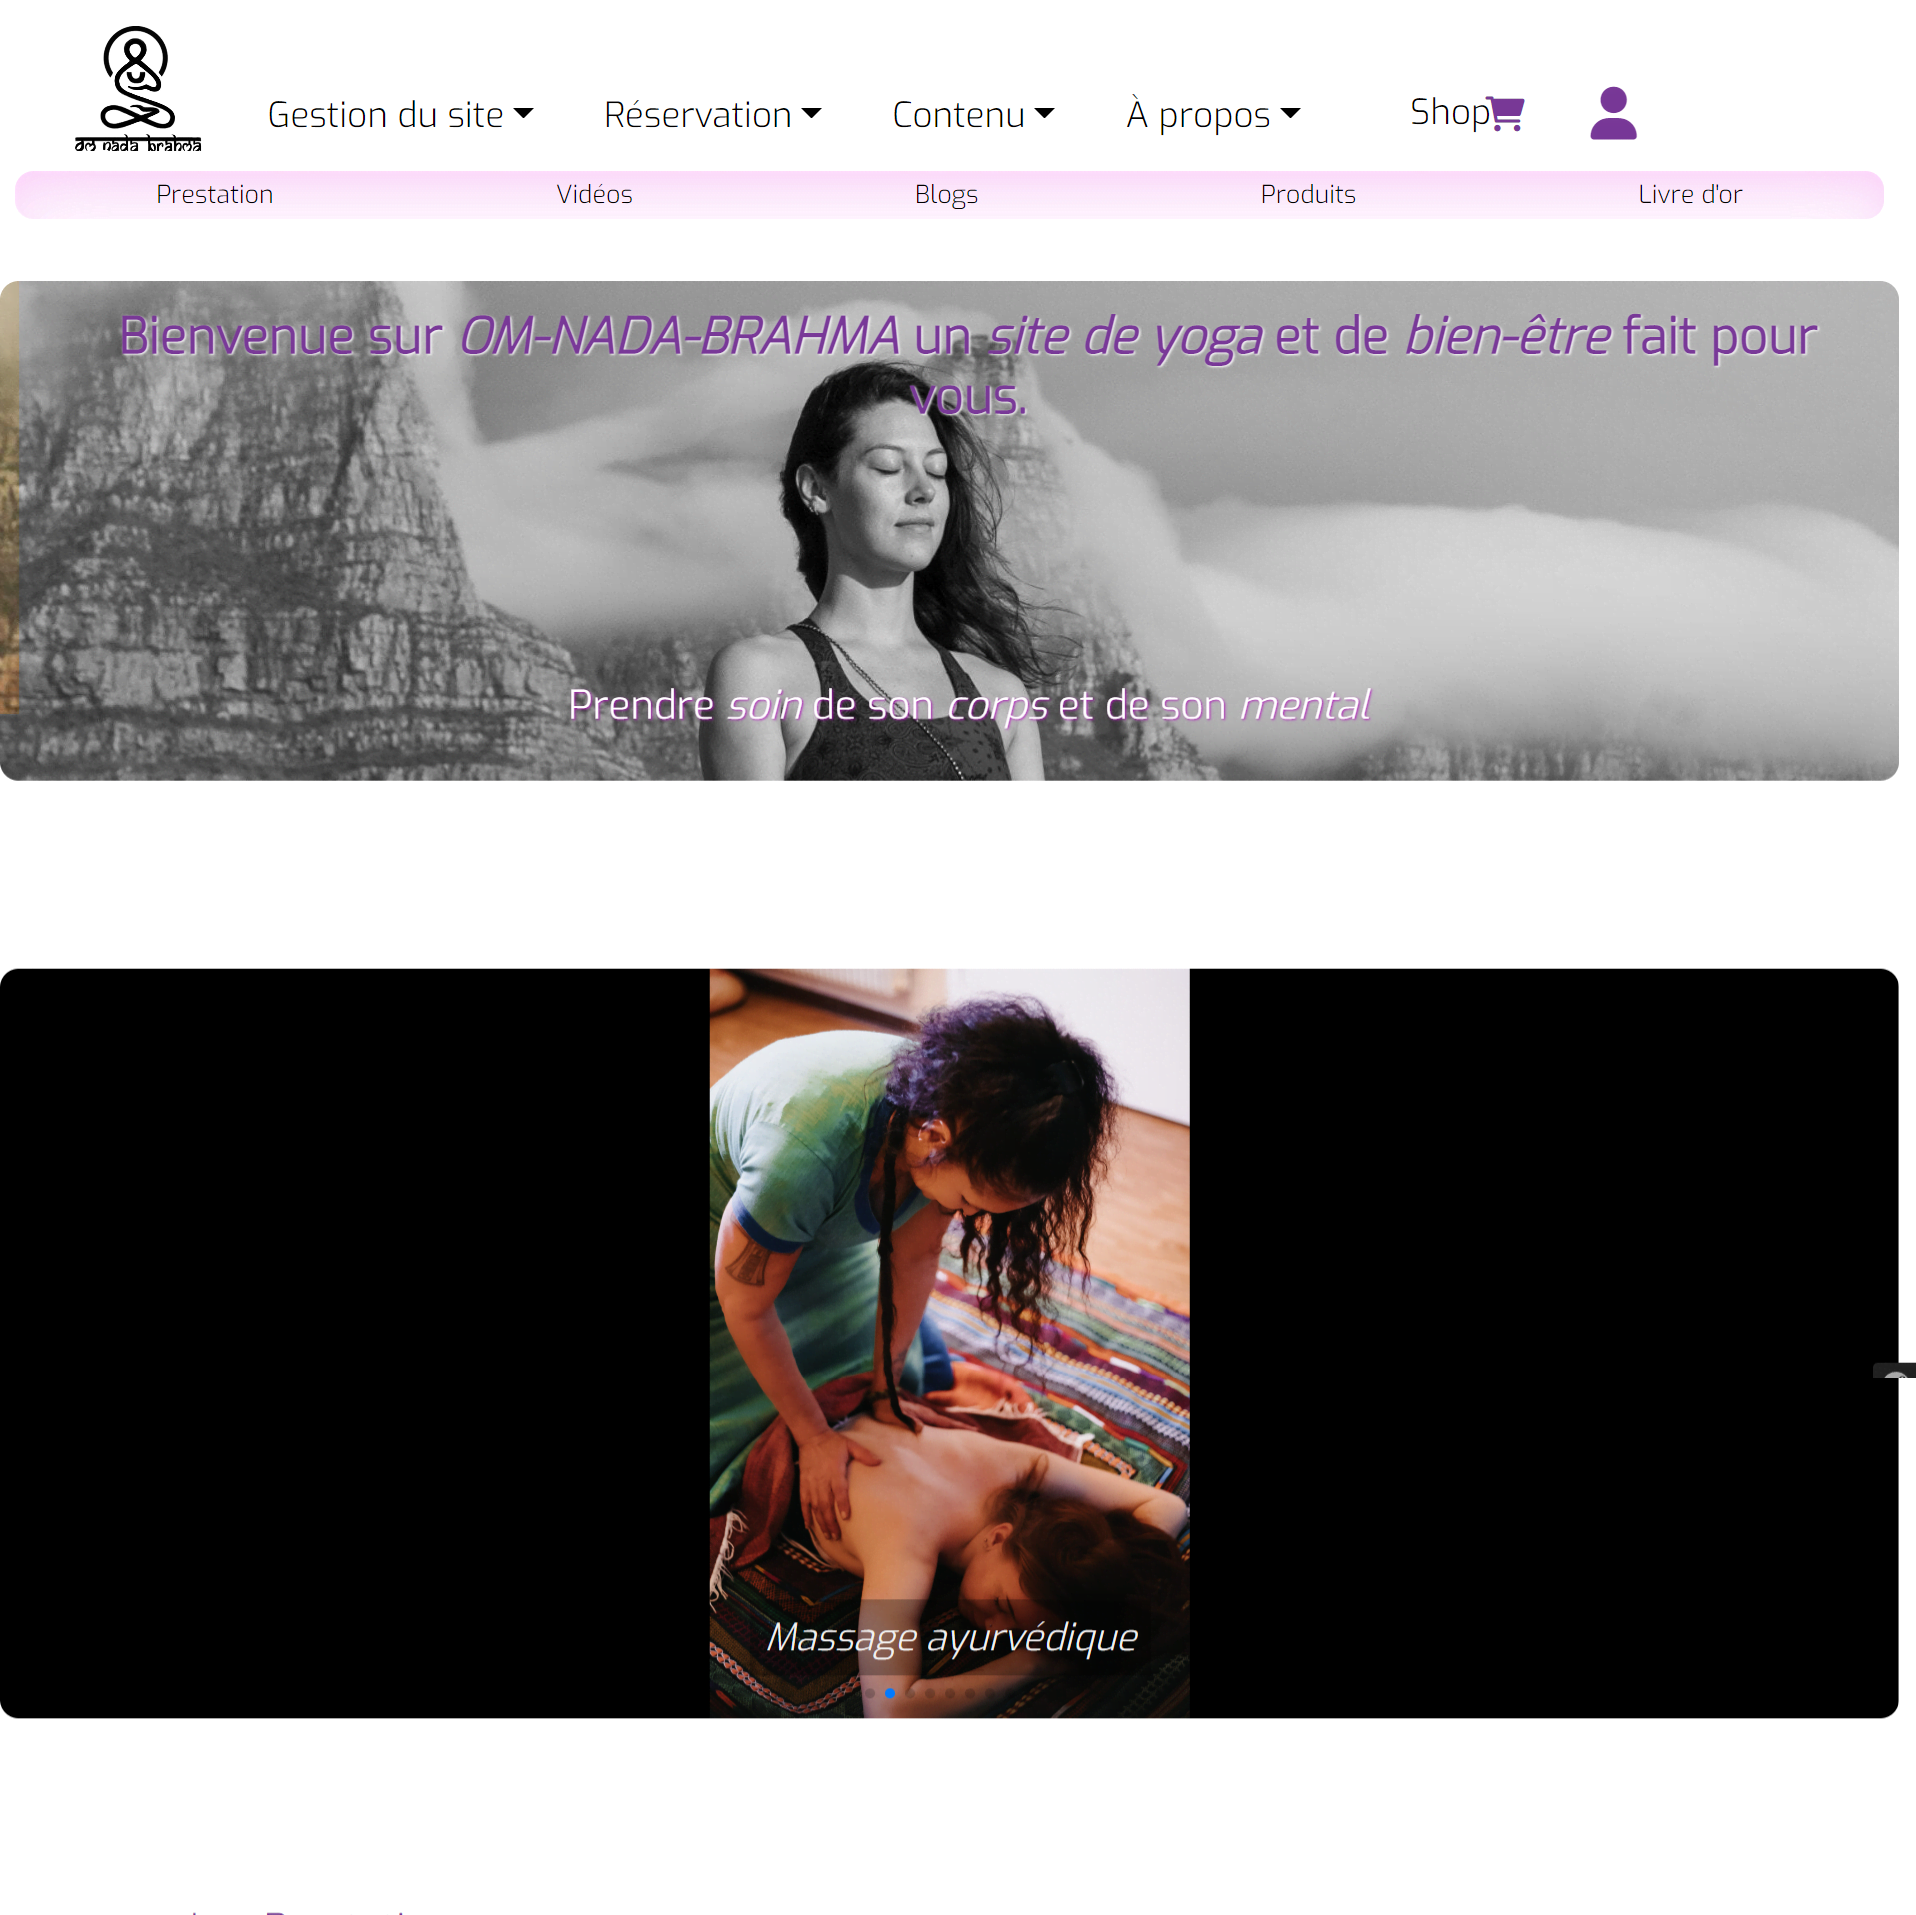 om nada brahma
Gestion du site
Réservation
Contenu
À propos
Shop
Prestation
Vidéos
Blogs
Produits
Livre d'or
Bienvenue sur OM-NADA-BRAHMA un site de yoga et de bien-être fait pour
vous.
Prendre soin de son corps et de son mental
Massage ayurvédique